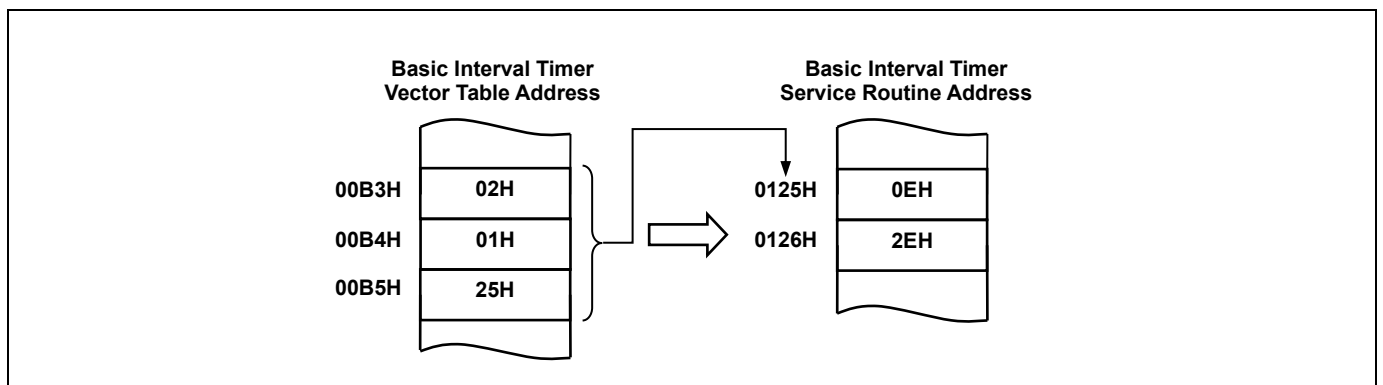 Basic Interval Timer
Vector Table Address
00B3H 02H
00B4H 01H
00B5H 25H
Basic Interval Timer
Service Routine Address
0125H 0EH
0126H 2EH